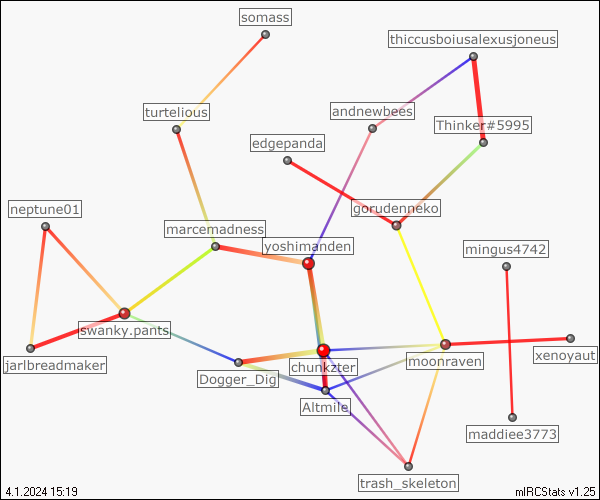 somass
thiccusboiusalexusjoneus
turtelious
andnewbees
Thinker#5995
edgepanda
neptune01
gorudenneko
marcemadness
yoshimanden
mingus4742
swanky.pants
jarlbreadmaker
Dogger_Dig
chunkzter
moonraven
xenoyaut
Altmile
maddiee3773
trash_skeleton
4.1.2024 15:19
mIRCStats v1.25